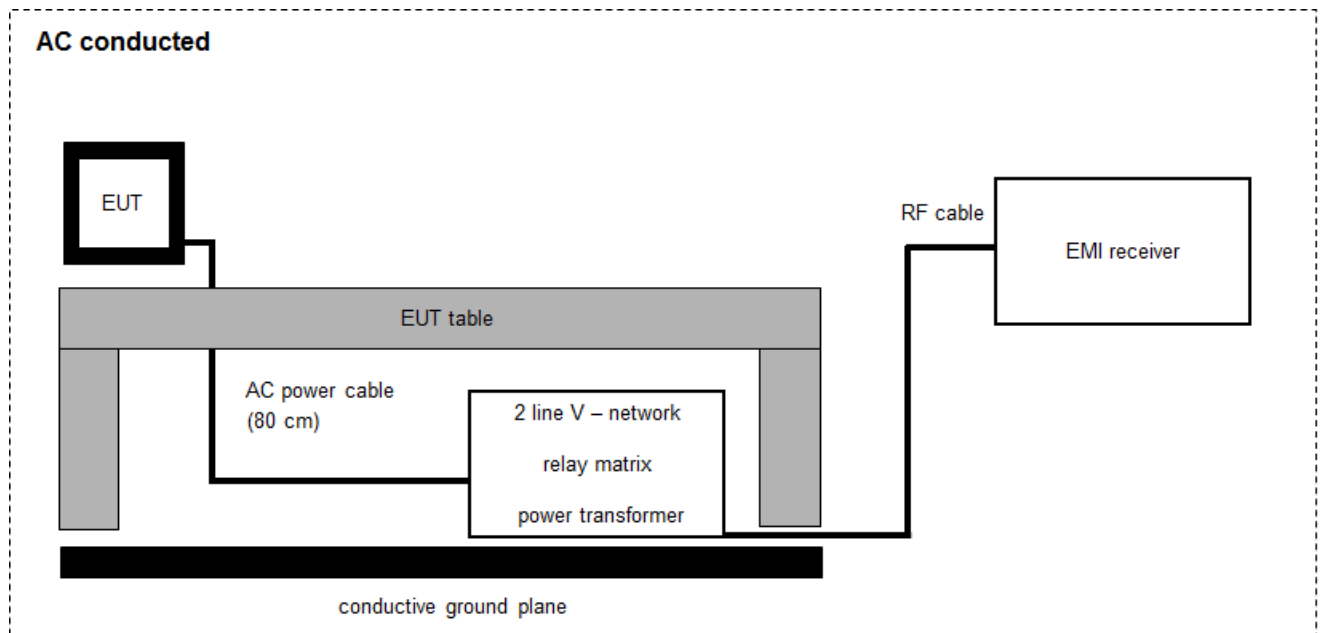 AC conducted
EUT
RF cable
EMI receiver
EUT table
AC power cable
(80 cm)
2 line V – network
relay matrix
power transformer
conductive ground plane